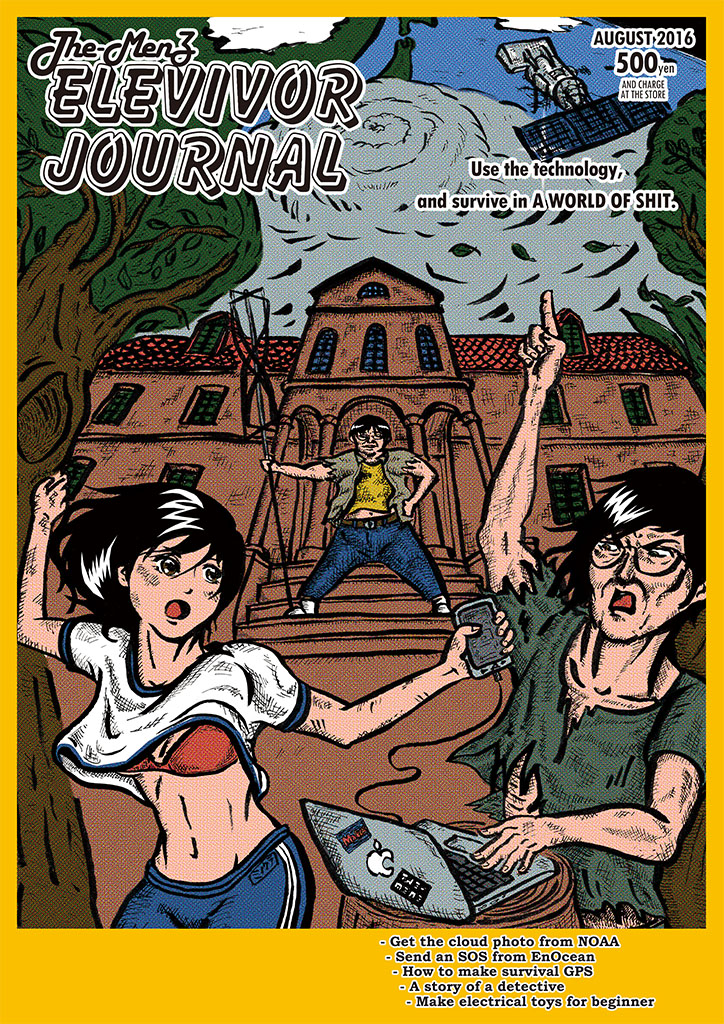 The-MenZ
ELEVIVOR
JOURNAL
AUGUST 2016
500yen
AND CHARGE
AT THE STORE
Use the technology,
and survive in A WORLD OF SHIT.
- Get the cloud photo from NOAA
- Send an SOS from EnOcean
- How to make survival GPS
- A story of a detective
- Make electrical toys for beginner